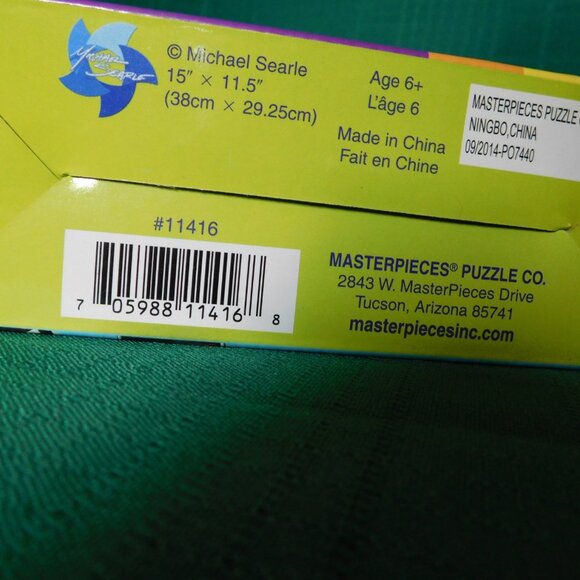 MICHAEL
SEARLE
© Michael Searle
15" × 11.5"
(38cm × 29.25cm)
Age 6+
L'âge 6
Made in China
Fait en Chine
MASTERPIECES PUZZLE
NINGBO,CHINA
09/2014-PO7440
#11416
7 05988 11416 8
MASTERPIECES® PUZZLE CO.
2843 W. MasterPieces Drive
Tucson, Arizona 85741
masterpiecesinc.com